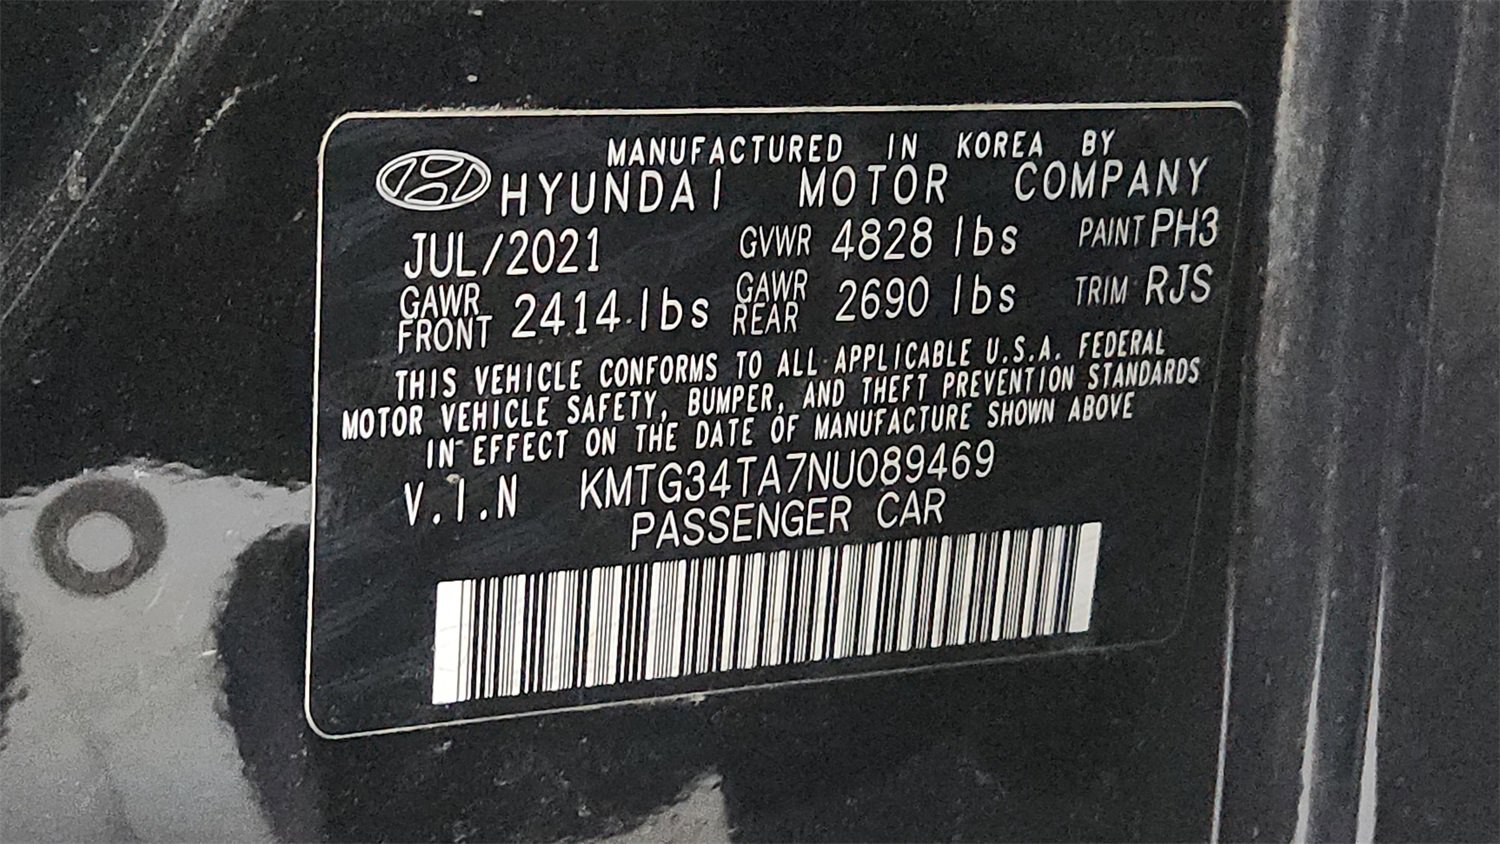 MANUFACTURED IN KOREA BY
HYUNDAI MOTOR COMPANY
JUL/2021 GVWR 4828 lbs PAINT PH3
GAWR FRONT 2414 lbs GAWR REAR 2690 lbs TRIM RJS
THIS VEHICLE CONFORMS TO ALL APPLICABLE U.S.A. FEDERAL
MOTOR VEHICLE SAFETY, BUMPER, AND THEFT PREVENTION STANDARDS
IN EFFECT ON THE DATE OF MANUFACTURE SHOWN ABOVE
V.I.N KMTG34TA7NU089469
PASSENGER CAR